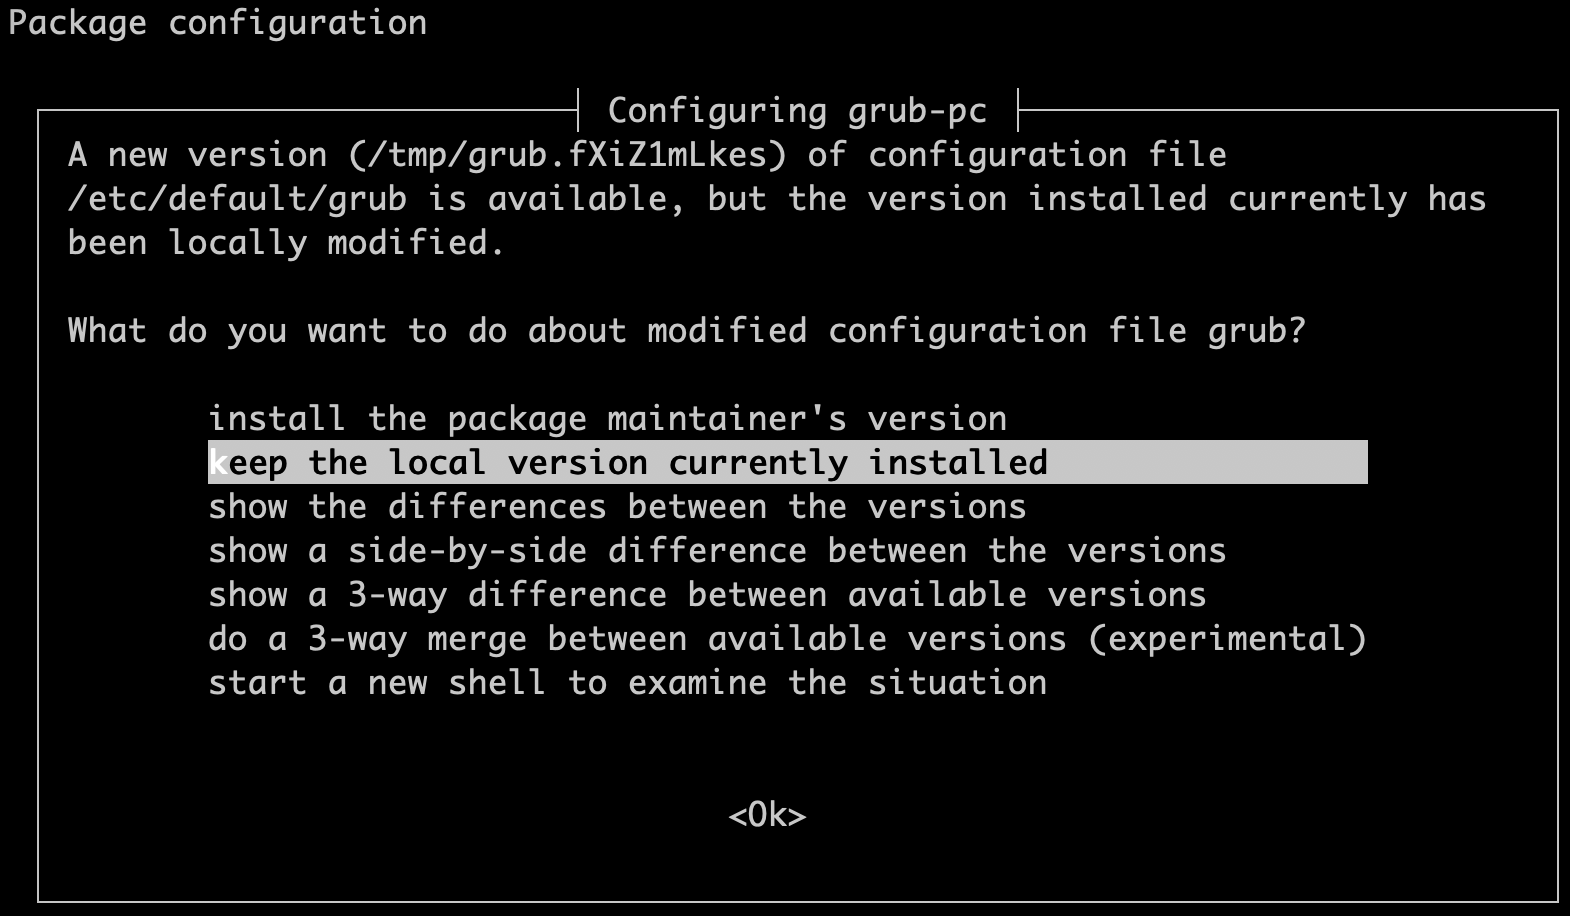 Package configuration
Configuring grub-pc
A new version (/tmp/grub.fXiZ1mLkes) of configuration file
/etc/default/grub is available, but the version installed currently has
been locally modified.
What do you want to do about modified configuration file grub?
install the package maintainer's version
keep the local version currently installed
show the differences between the versions
show a side-by-side difference between the versions
show a 3-way difference between available versions
do a 3-way merge between available versions (experimental)
start a new shell to examine the situation
<Ok>